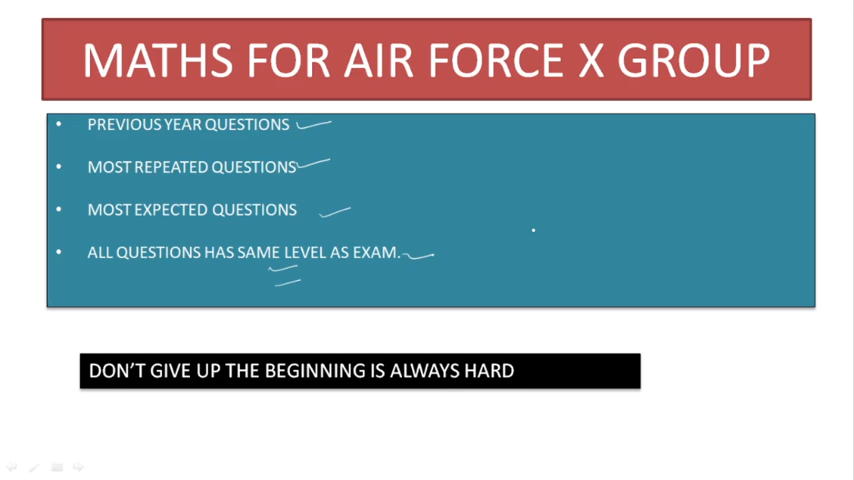 MATHS FOR AIR FORCE X GROUP
• PREVIOUS YEAR QUESTIONS
• MOST REPEATED QUESTIONS
• MOST EXPECTED QUESTIONS
• ALL QUESTIONS HAS SAME LEVEL AS EXAM.
DON'T GIVE UP THE BEGINNING IS ALWAYS HARD